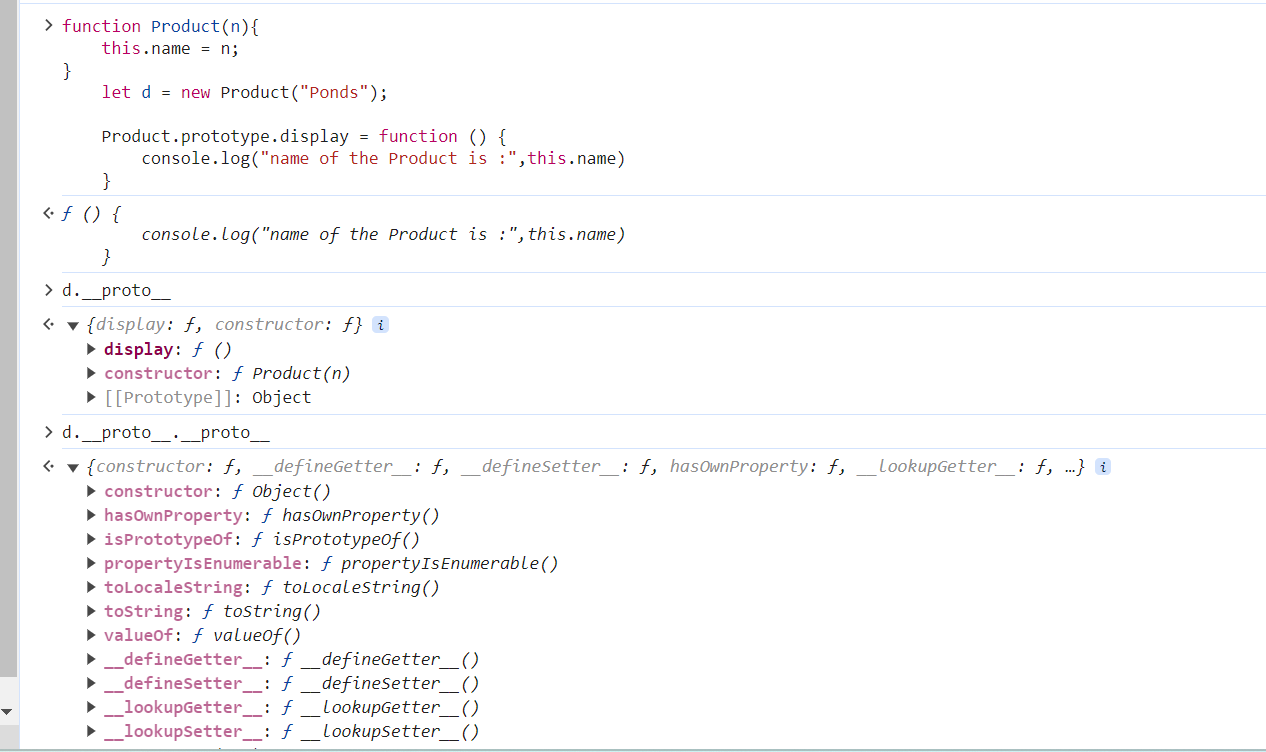 > function Product(n){
    this.name = n;
}
    let d = new Product("Ponds");
    Product.prototype.display = function () {
        console.log("name of the Product is :",this.name)
    }
ƒ () {
        console.log("name of the Product is :",this.name)
    }
> d.__proto__
▼ {display: ƒ, constructor: ƒ} i
▶ display: ƒ ()
▶ constructor: ƒ Product(n)
▶ [[Prototype]]: Object
> d.__proto__.__proto__
▼ {constructor: ƒ, __defineGetter__: ƒ, __defineSetter__: ƒ, hasOwnProperty: ƒ, __lookupGetter__: ƒ, …} i
▶ constructor: ƒ Object()
▶ hasOwnProperty: ƒ hasOwnProperty()
▶ isPrototypeOf: ƒ isPrototypeOf()
▶ propertyIsEnumerable: ƒ propertyIsEnumerable()
▶ toLocaleString: ƒ toLocaleString()
▶ toString: ƒ toString()
▶ valueOf: ƒ valueOf()
▶ __defineGetter__: ƒ __defineGetter__()
▶ __defineSetter__: ƒ __defineSetter__()
▶ __lookupGetter__: ƒ __lookupGetter__()
▶ __lookupSetter__: ƒ __lookupSetter__()